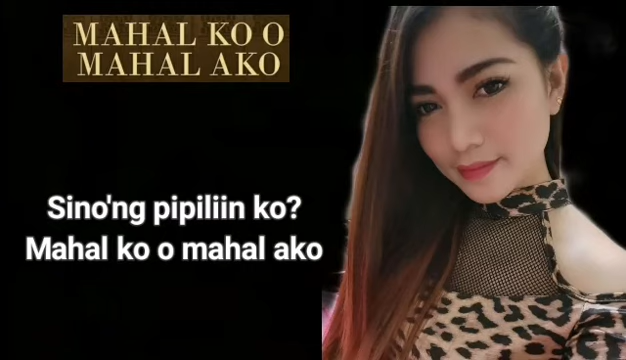 MAHAL KO O
MAHAL AKO
Sino'ng pipiliin ko?
Mahal ko o mahal ako